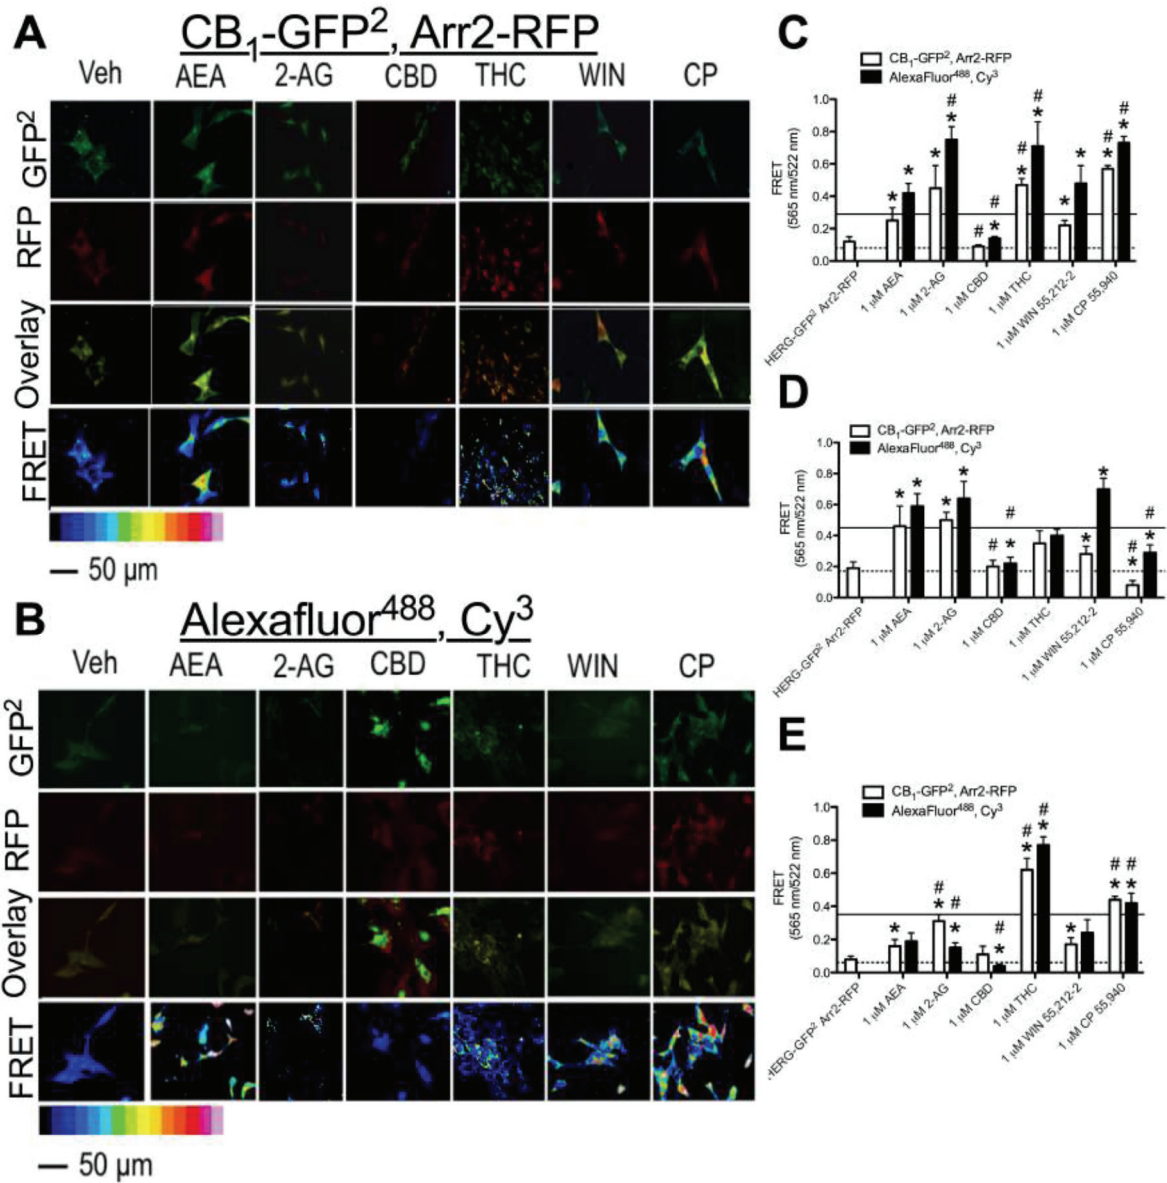 A
CB₁-GFP², Arr2-RFP
Veh AEA 2-AG CBD THC WIN CP
GFP²
RFP
Overlay
FRET
50 μm
B
Alexafluor⁴⁸⁸, Cy³
Veh AEA 2-AG CBD THC WIN CP
GFP²
RFP
Overlay
FRET
50 μm
C
CB₁-GFP², Arr2-RFP
AlexaFluor⁴⁸⁸, Cy³
# # # # *
* * * * * * * *
# # * * #
1.0
0.8
0.6
0.4
0.2
0.0
FRET
(565 nm/522 nm)
HERG-GFP² Arr2-RFP
1 μM AEA
1 μM 2-AG
1 μM CBD
1 μM THC
1 μM WIN 55,212-2
1 μM CP 55,940
D
CB₁-GFP², Arr2-RFP
AlexaFluor⁴⁸⁸, Cy³
* * * * *
# # * * # # * *
1.0
0.8
0.6
0.4
0.2
0.0
FRET
(565 nm/522 nm)
HERG-GFP² Arr2-RFP
1 μM AEA
1 μM 2-AG
1 μM CBD
1 μM THC
1 μM WIN 55,212-2
1 μM CP 55,940
E
CB₁-GFP², Arr2-RFP
AlexaFluor⁴⁸⁸, Cy³
# # * *
# # * *
* # * # * # * *
1.0
0.8
0.6
0.4
0.2
0.0
FRET
(565 nm/522 nm)
HERG-GFP² Arr2-RFP
1 μM AEA
1 μM 2-AG
1 μM CBD
1 μM THC
1 μM WIN 55,212-2
1 μM CP 55,940